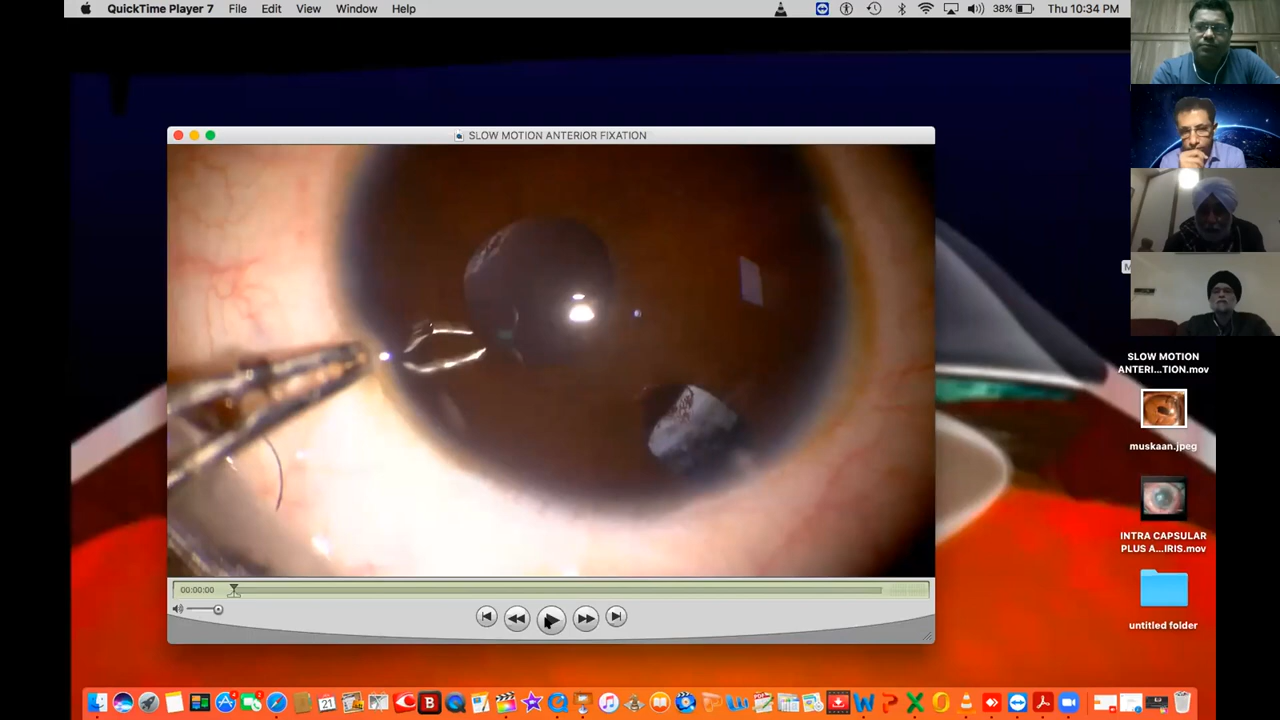 QuickTime Player 7 File Edit View Window Help 38% Thu 10:34 PM
SLOW MOTION ANTERIOR FIXATION
00:00:00
SLOW MOTION
ANTERI...TION.mov
muskaan.jpeg
INTRA CAPSULAR
PLUS A...IRIS.mov
untitled folder
21